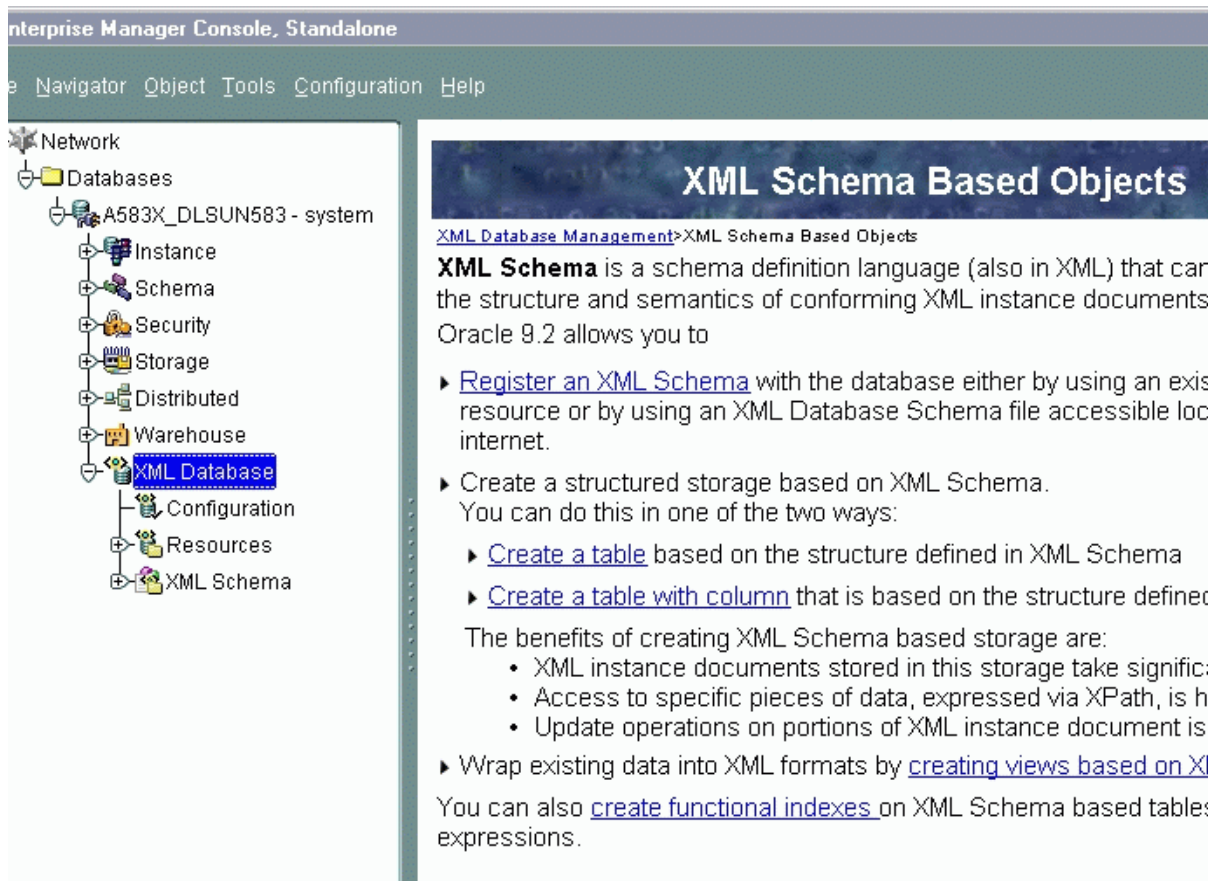 nterprise Manager Console, Standalone
e Navigator Object Tools Configuration Help
Network
Databases
A583X_DLSUN583 - system
Instance
Schema
Security
Storage
Distributed
Warehouse
XML Database
Configuration
Resources
XML Schema
XML Schema Based Objects
XML Database Management>XML Schema Based Objects
XML Schema is a schema definition language (also in XML) that can
the structure and semantics of conforming XML instance documents
Oracle 9.2 allows you to
Register an XML Schema with the database either by using an exis
resource or by using an XML Database Schema file accessible loc
internet.
Create a structured storage based on XML Schema.
You can do this in one of the two ways:
Create a table based on the structure defined in XML Schema
Create a table with column that is based on the structure defined
The benefits of creating XML Schema based storage are:
• XML instance documents stored in this storage take signific
• Access to specific pieces of data, expressed via XPath, is h
• Update operations on portions of XML instance document is
Wrap existing data into XML formats by creating views based on X
You can also create functional indexes on XML Schema based tables
expressions.